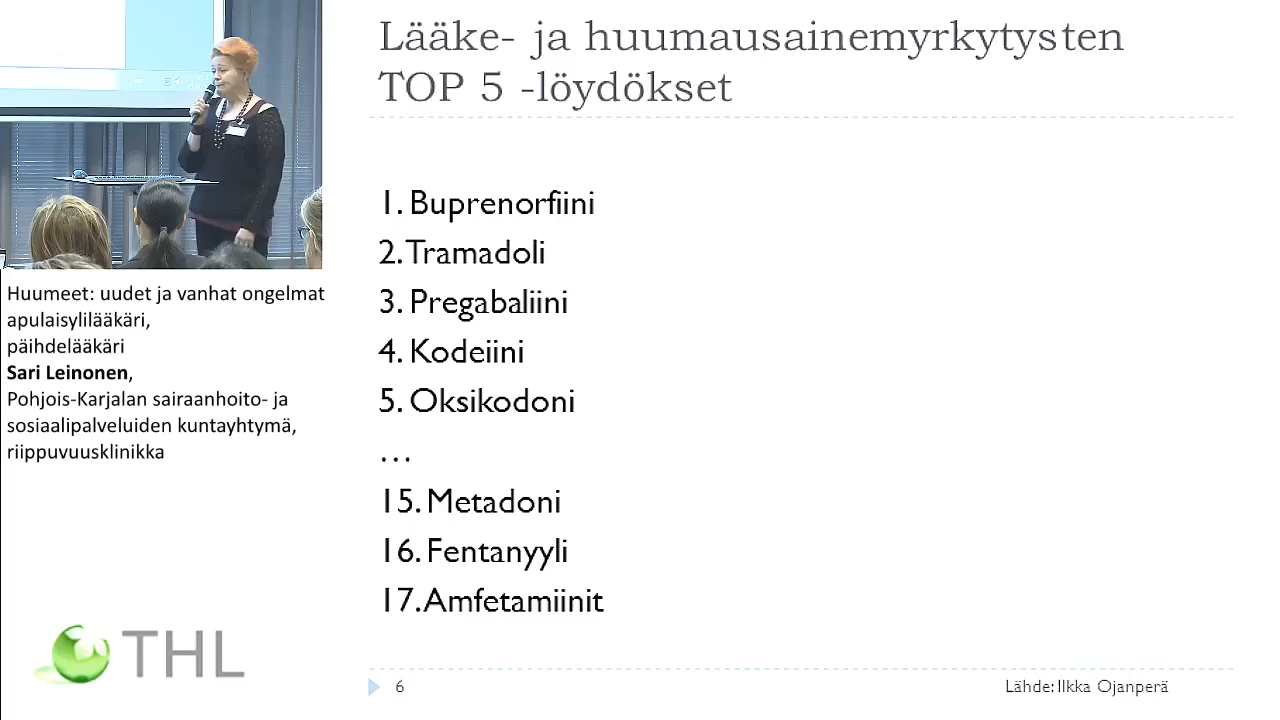 Lääke- ja huumausainemyrkytysten
TOP 5 -löydökset
1. Buprenorfiini
2. Tramadoli
3. Pregabaliini
4. Kodeiini
5. Oksikodoni
…
15. Metadoni
16. Fentanyyli
17. Amfetamiinit
Huumeet: uudet ja vanhat ongelmat
apulaisylilääkäri,
päihdelääkäri
Sari Leinonen,
Pohjois-Karjalan sairaanhoito- ja
sosiaalipalveluiden kuntayhtymä,
riippuvuusklinikka
THL
6
Lähde: Ilkka Ojanperä